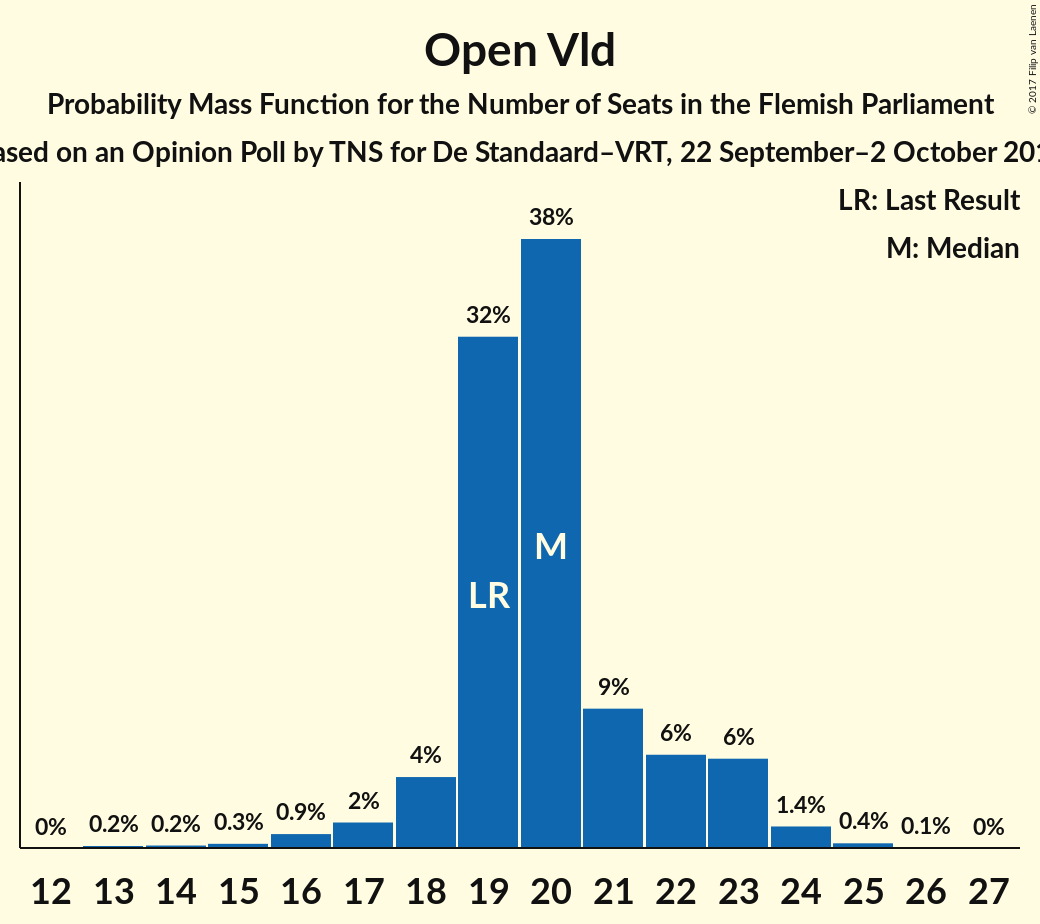 Open Vld
Probability Mass Function for the Number of Seats in the Flemish Parliament
ased on an Opinion Poll by TNS for De Standaard–VRT, 22 September–2 October 201
© 2017 Filip van Laenen
LR: Last Result
M: Median
38%
32%
M
LR
9%
6%
6%
4%
2%
1.4%
0.9%
0.4%
0.3%
0.2%
0.2%
0.1%
0%
0%
12 13 14 15 16 17 18 19 20 21 22 23 24 25 26 27